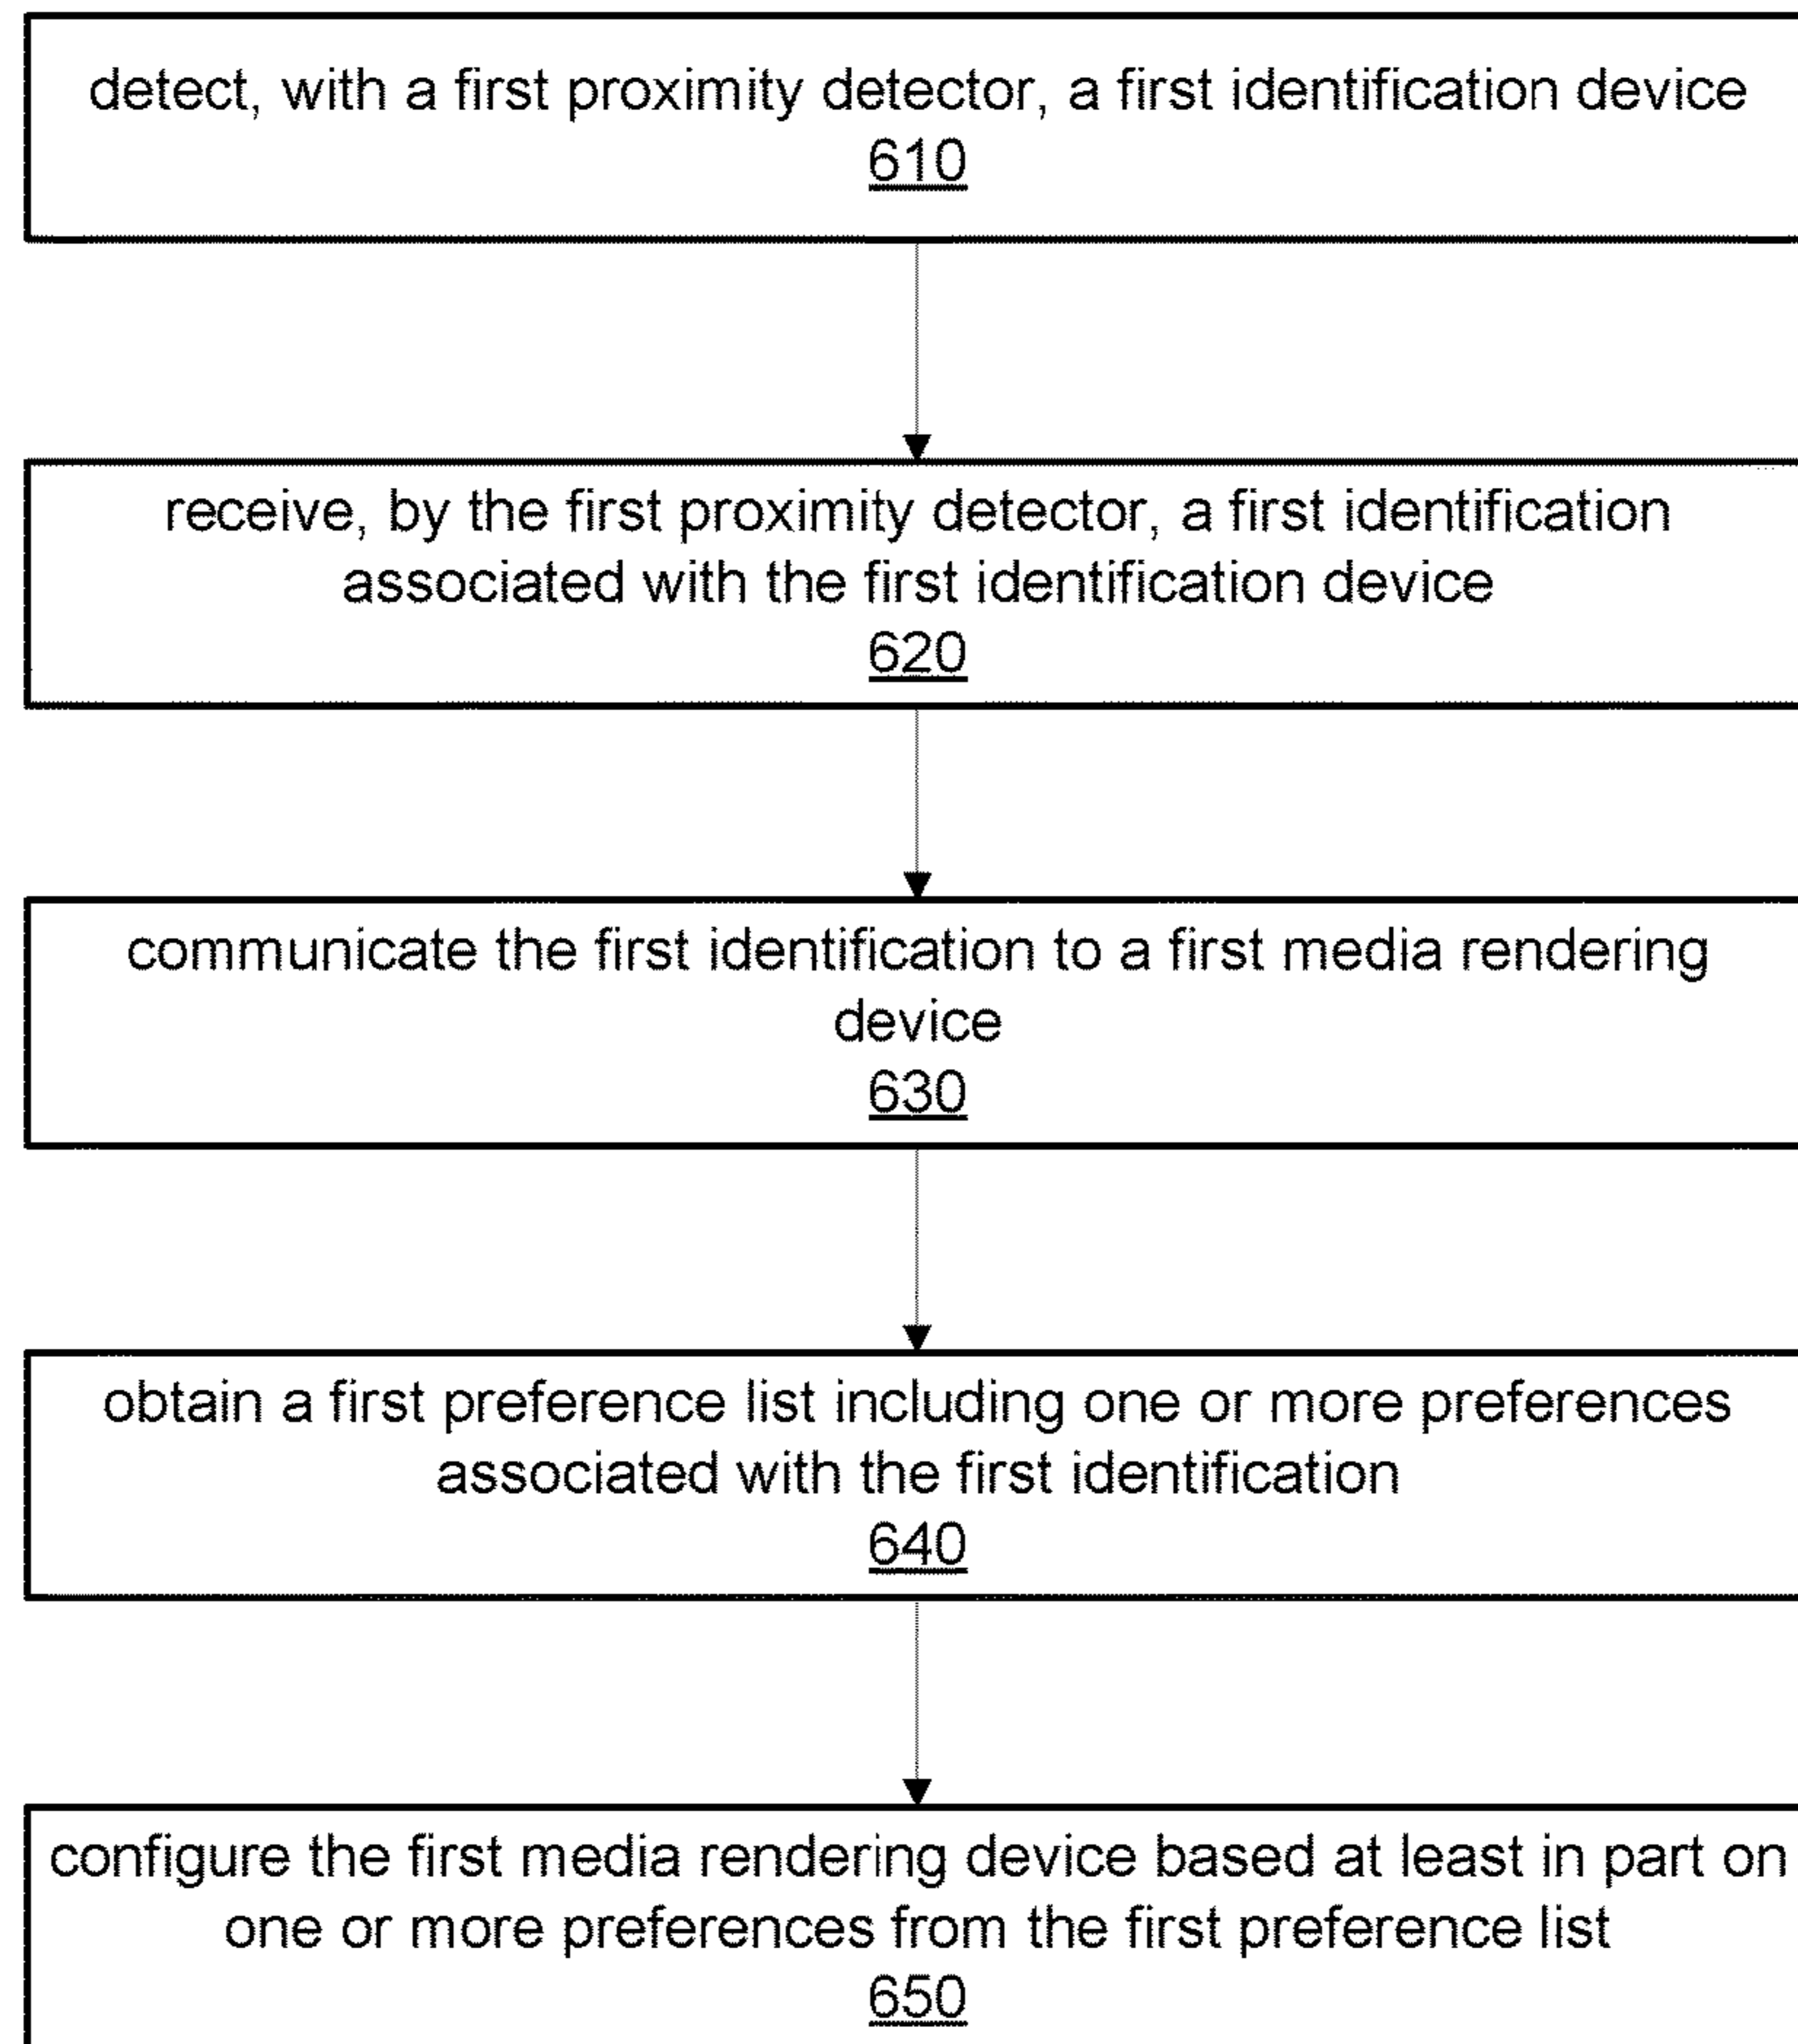 detect, with a first proximity detector, a first identification device
610
receive, by the first proximity detector, a first identification
associated with the first identification device
620
communicate the first identification to a first media rendering
device
630
obtain a first preference list including one or more preferences
associated with the first identification
640
configure the first media rendering device based at least in part on
one or more preferences from the first preference list
650